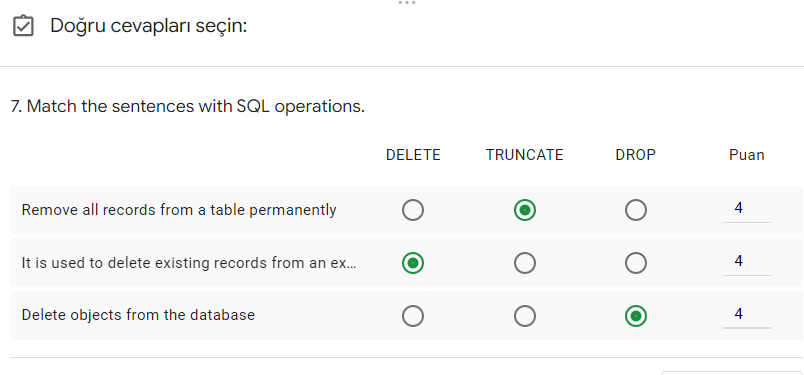 Doğru cevapları seçin:
7. Match the sentences with SQL operations.
DELETE TRUNCATE DROP Puan
Remove all records from a table permanently 4
It is used to delete existing records from an ex... 4
Delete objects from the database 4